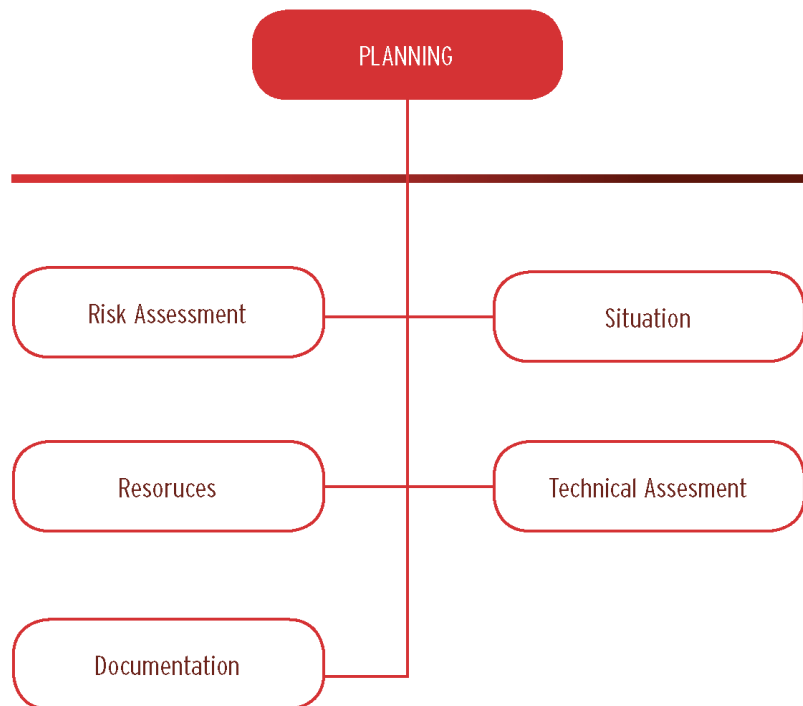 PLANNING
Risk Assessment
Situation
Resoruces
Technical Assesment
Documentation